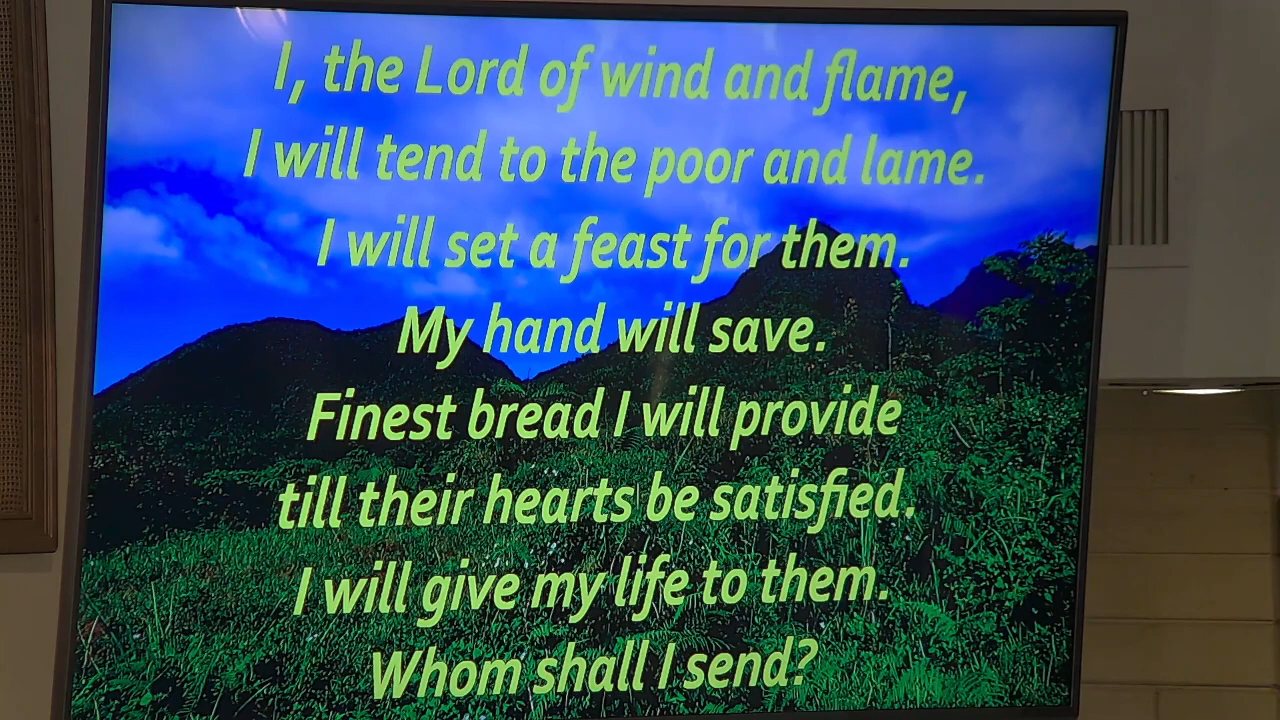 I, the Lord of wind and flame,
I will tend to the poor and lame.
I will set a feast for them.
My hand will save.
Finest bread I will provide
till their hearts be satisfied.
I will give my life to them.
Whom shall I send?